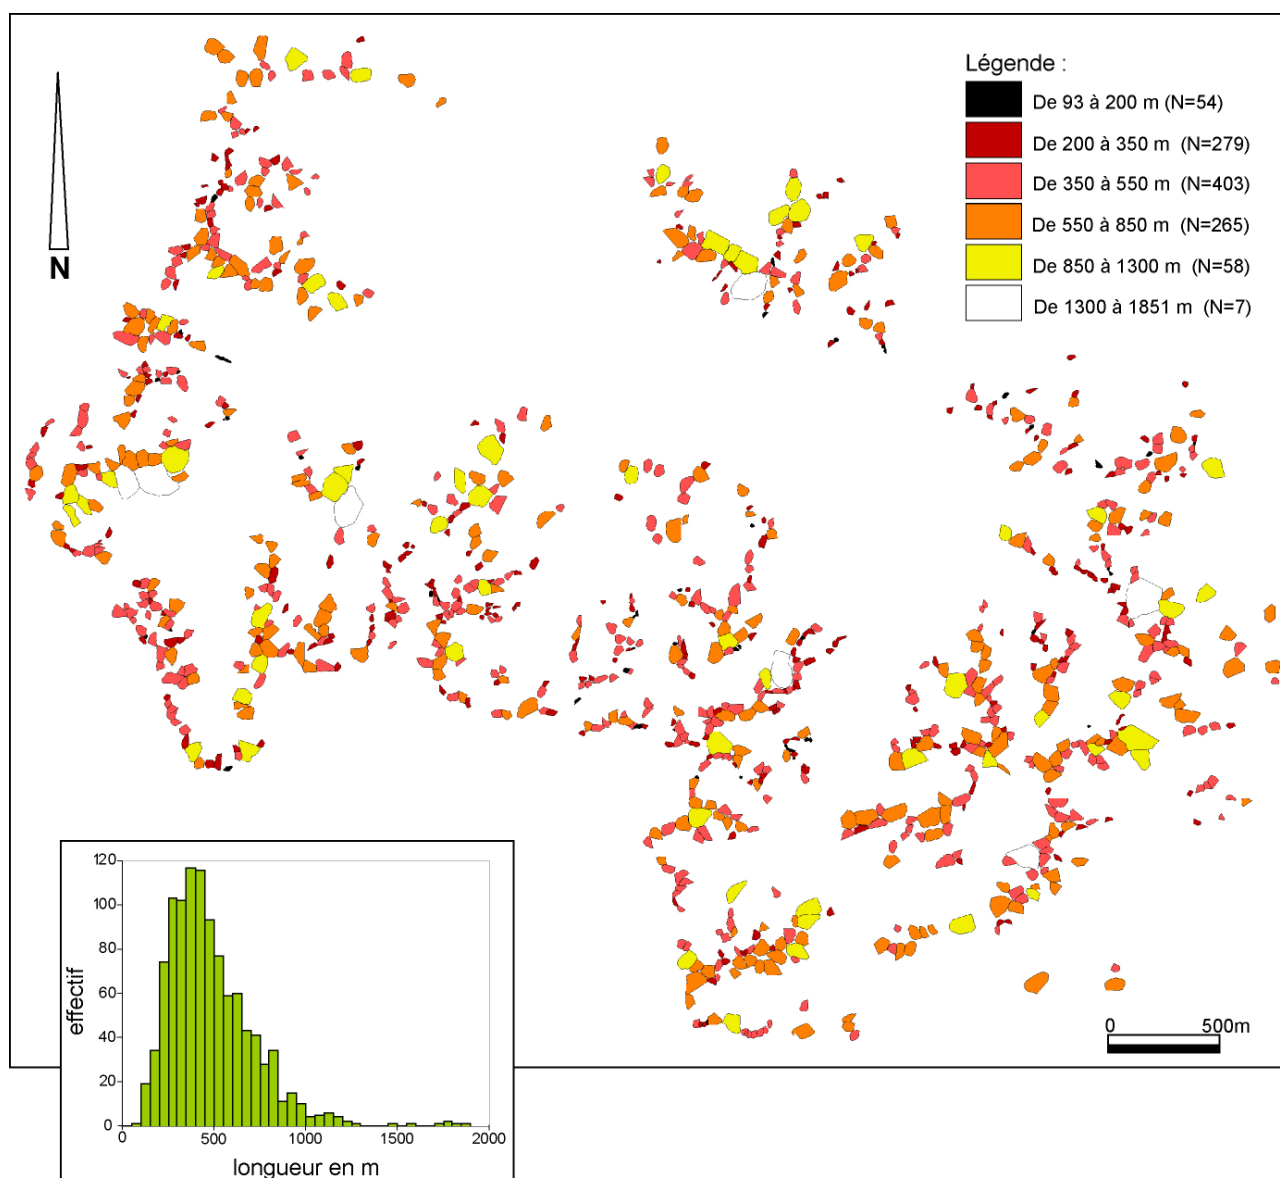 N
Légende :
De 93 à 200 m (N=54)
De 200 à 350 m (N=279)
De 350 à 550 m (N=403)
De 550 à 850 m (N=265)
De 850 à 1300 m (N=58)
De 1300 à 1851 m (N=7)
0 500m
120
100
80
60
40
20
0
effectif
0 500 1000 1500 2000
longueur en m